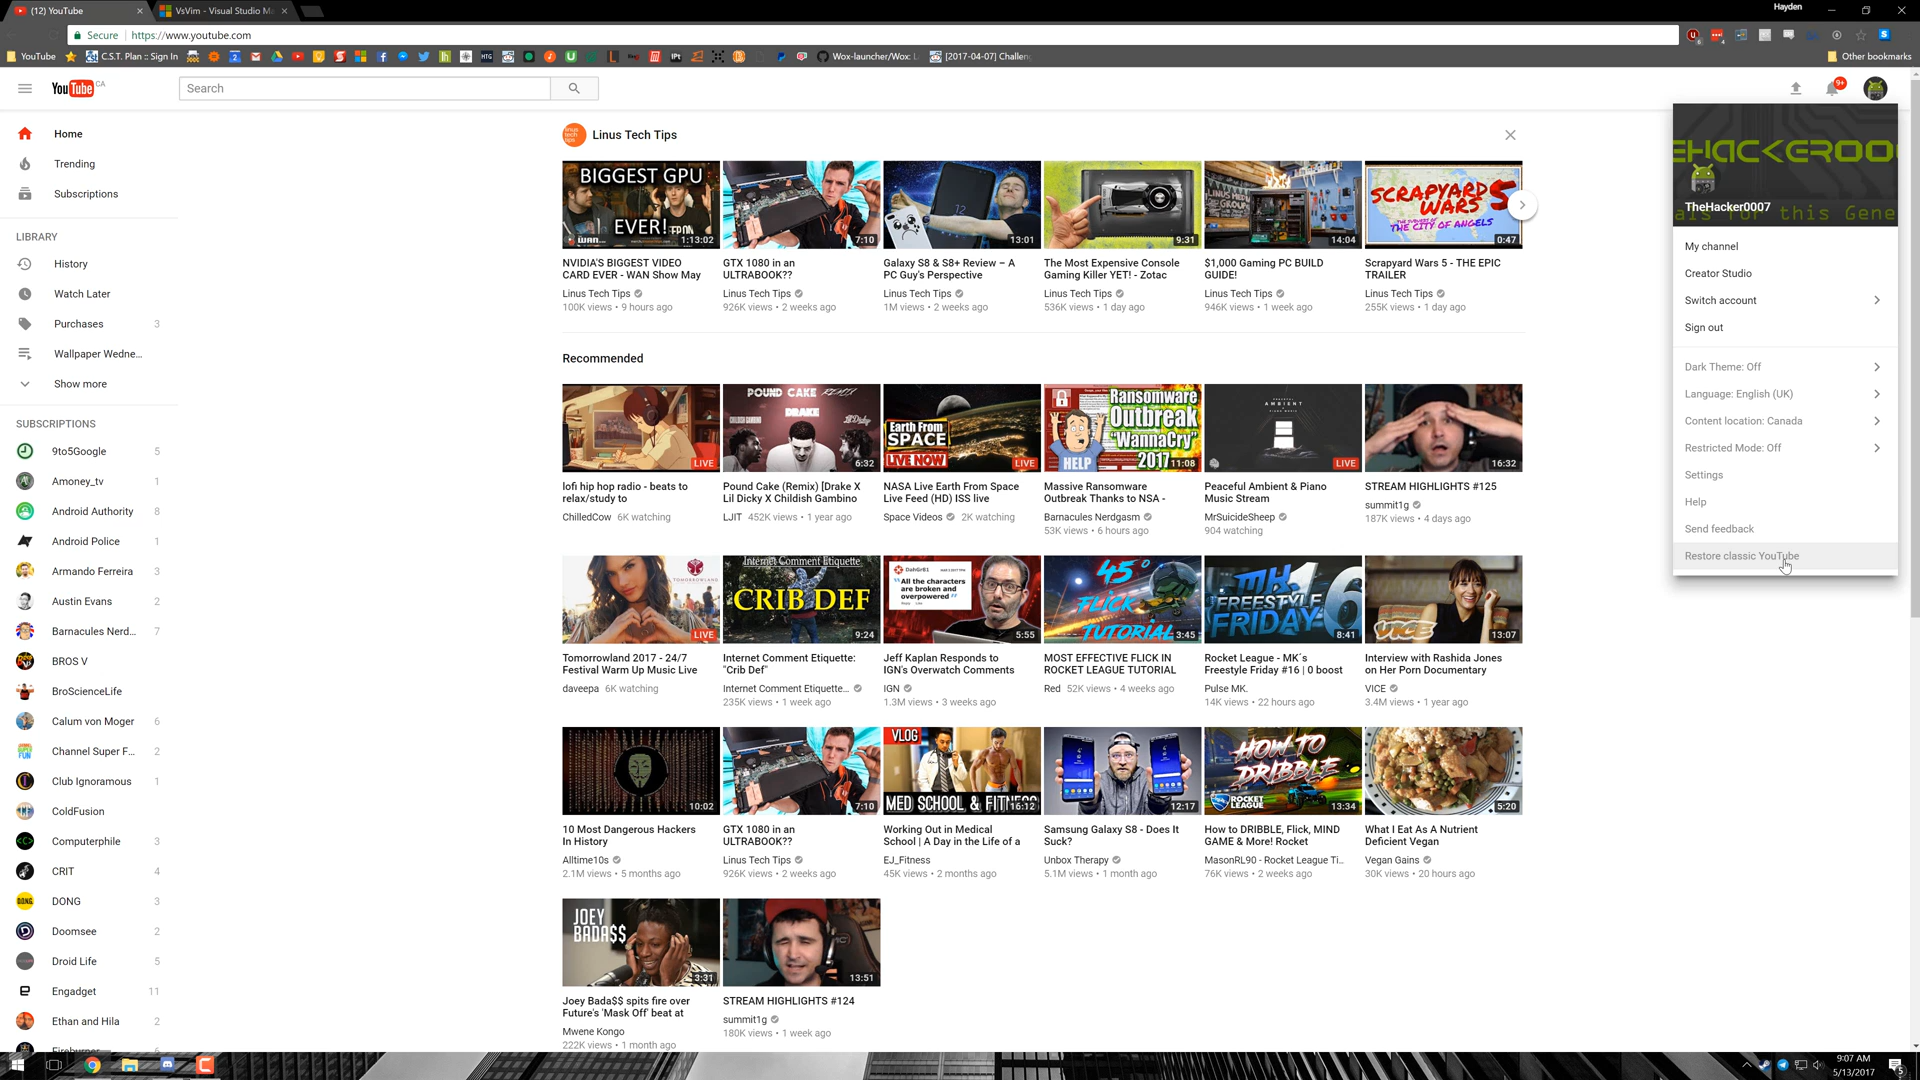 (12) YouTube
VsVim - Visual Studio Ma
Hayden
Secure
https://www.youtube.com
YouTube
C.S.T. Plan :: Sign In
Wox-launcher/Wox: L
[2017-04-07] Challen
Other bookmarks
YouTube CA
Search
9+
Home
Trending
Subscriptions
LIBRARY
History
Watch Later
Purchases 3
Wallpaper Wedne...
Show more
SUBSCRIPTIONS
9to5Google 5
Amoney_tv 1
Android Authority 8
Android Police 1
Armando Ferreira 3
Austin Evans 2
Barnacules Nerd... 7
BROS V
BroScienceLife
Calum von Moger 6
Channel Super F... 2
Club Ignoramous 1
ColdFusion
Computerphile 3
CRIT 4
DONG 3
Doomsee 2
Droid Life 5
Engadget 11
Ethan and Hila 2
Fireburner 6
Linus Tech Tips
BIGGEST GPU
EVER!
1:13:02
7:10
13:01
9:31
14:04
SCRAPYARD WARS 5
THE CITY OF ANGELS
0:47
NVIDIA'S BIGGEST VIDEO
CARD EVER - WAN Show May
Linus Tech Tips
100K views • 9 hours ago
GTX 1080 in an
ULTRABOOK??
Linus Tech Tips
926K views • 2 weeks ago
Galaxy S8 & S8+ Review – A
PC Guy's Perspective
Linus Tech Tips
1M views • 2 weeks ago
The Most Expensive Console
Gaming Killer YET! - Zotac
Linus Tech Tips
536K views • 1 day ago
$1,000 Gaming PC BUILD
GUIDE!
Linus Tech Tips
946K views • 1 week ago
Scrapyard Wars 5 - THE EPIC
TRAILER
Linus Tech Tips
255K views • 1 day ago
Recommended
LIVE
POUND CAKE REMIX
DRAKE
6:32
Earth From
SPACE
LIVE NOW
LIVE
Ransomware
Outbreak
"WannaCry"
2017
HELP
11:08
AMBIENT
LIVE
16:32
lofi hip hop radio - beats to
relax/study to
ChilledCow 6K watching
Pound Cake (Remix) [Drake X
Lil Dicky X Childish Gambino
LJIT 452K views • 1 year ago
NASA Live Earth From Space
Live Feed (HD) ISS live
Space Videos 2K watching
Massive Ransomware
Outbreak Thanks to NSA -
Barnacules Nerdgasm
53K views • 6 hours ago
Peaceful Ambient & Piano
Music Stream
MrSuicideSheep
904 watching
STREAM HIGHLIGHTS #125
summit1g
187K views • 4 days ago
TOMORROWLAND
LIVE
Internet Comment Etiquette
CRIB DEF
9:24
"All the characters
are broken and
overpowered"
5:55
45°
FLICK
TUTORIAL
3:45
MK 16
FREESTYLE
FRIDAY
8:41
VICE
13:07
Tomorrowland 2017 - 24/7
Festival Warm Up Music Live
daveepa 6K watching
Internet Comment Etiquette:
"Crib Def"
Internet Comment Etiquette...
235K views • 1 week ago
Jeff Kaplan Responds to
IGN's Overwatch Comments
IGN
1.3M views • 3 weeks ago
MOST EFFECTIVE FLICK IN
ROCKET LEAGUE TUTORIAL
Red 52K views • 4 weeks ago
Rocket League - MK´s
Freestyle Friday #16 | 0 boost
Pulse MK.
14K views • 22 hours ago
Interview with Rashida Jones
on Her Porn Documentary
VICE
3.4M views • 1 year ago
10:02
7:10
VLOG
MED SCHOOL & FITNESS
16:12
12:17
HOW TO
DRIBBLE
ROCKET
LEAGUE
13:34
5:20
10 Most Dangerous Hackers
In History
Alltime10s
2.1M views • 5 months ago
GTX 1080 in an
ULTRABOOK??
Linus Tech Tips
926K views • 2 weeks ago
Working Out in Medical
School | A Day in the Life of a
EJ_Fitness
45K views • 2 months ago
Samsung Galaxy S8 - Does It
Suck?
Unbox Therapy
5.1M views • 1 month ago
How to DRIBBLE, Flick, MIND
GAME & More! Rocket
MasonRL90 - Rocket League Ti...
76K views • 2 weeks ago
What I Eat As A Nutrient
Deficient Vegan
Vegan Gains
30K views • 20 hours ago
JOEY
BADA$$
3:31
13:51
Joey Bada$$ spits fire over
Future's 'Mask Off' beat at
Mwene Kongo
222K views • 1 month ago
STREAM HIGHLIGHTS #124
summit1g
180K views • 1 week ago
EHACKEROO
TheHacker0007
als for this Gene
My channel
Creator Studio
Switch account
Sign out
Dark Theme: Off
Language: English (UK)
Content location: Canada
Restricted Mode: Off
Settings
Help
Send feedback
Restore classic YouTube
9:07 AM
5/13/2017
5